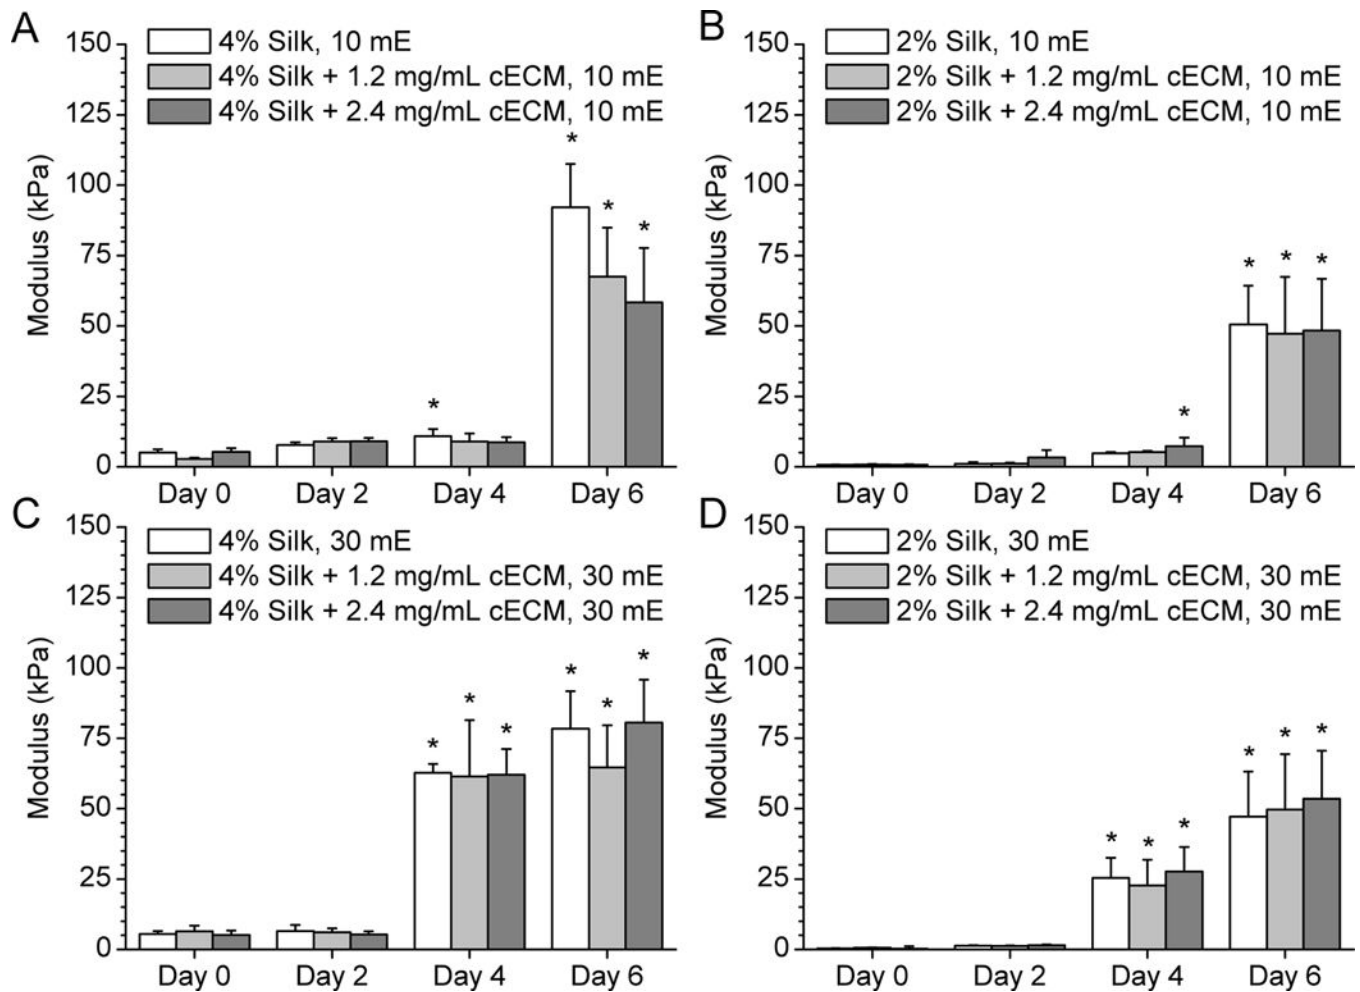 A
150
125
100
75
50
25
0
Modulus (kPa)
4% Silk, 10 mE
4% Silk + 1.2 mg/mL cECM, 10 mE
4% Silk + 2.4 mg/mL cECM, 10 mE
* * * *
Day 0 Day 2 Day 4 Day 6
B
150
125
100
75
50
25
0
Modulus (kPa)
2% Silk, 10 mE
2% Silk + 1.2 mg/mL cECM, 10 mE
2% Silk + 2.4 mg/mL cECM, 10 mE
* * * *
Day 0 Day 2 Day 4 Day 6
C
150
125
100
75
50
25
0
Modulus (kPa)
4% Silk, 30 mE
4% Silk + 1.2 mg/mL cECM, 30 mE
4% Silk + 2.4 mg/mL cECM, 30 mE
* * * * * *
Day 0 Day 2 Day 4 Day 6
D
150
125
100
75
50
25
0
Modulus (kPa)
2% Silk, 30 mE
2% Silk + 1.2 mg/mL cECM, 30 mE
2% Silk + 2.4 mg/mL cECM, 30 mE
* * * * * *
Day 0 Day 2 Day 4 Day 6